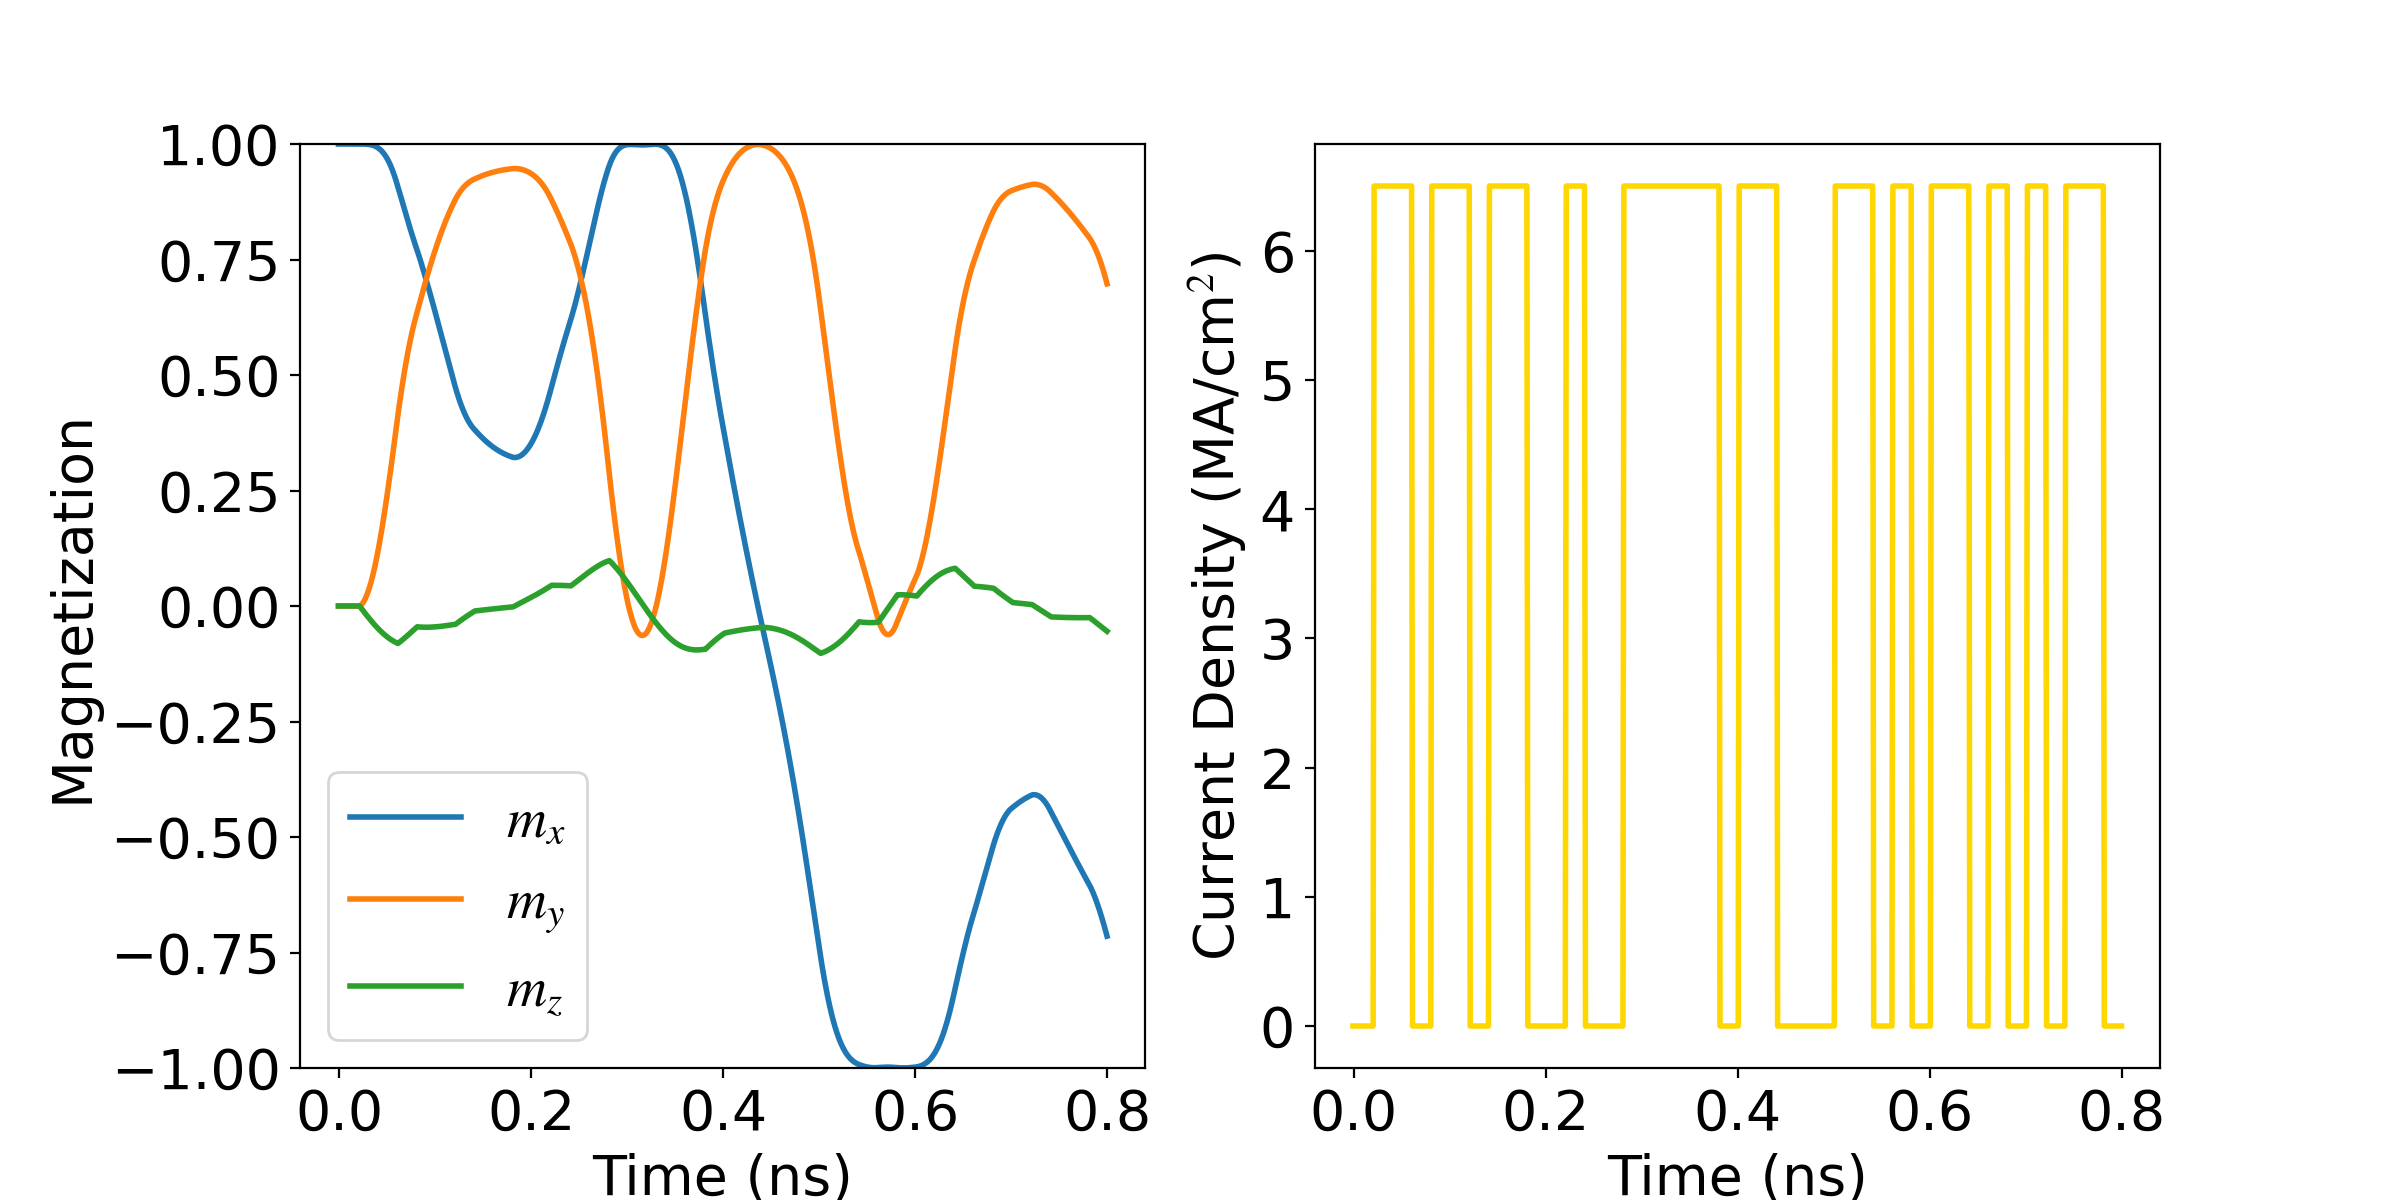 Magnetization
1.00
0.75
0.50
0.25
0.00
−0.25
−0.50
−0.75
−1.00
0.0 0.2 0.4 0.6 0.8
Time (ns)
m_x
m_y
m_z
Current Density (MA/cm²)
6
5
4
3
2
1
0
0.0 0.2 0.4 0.6 0.8
Time (ns)